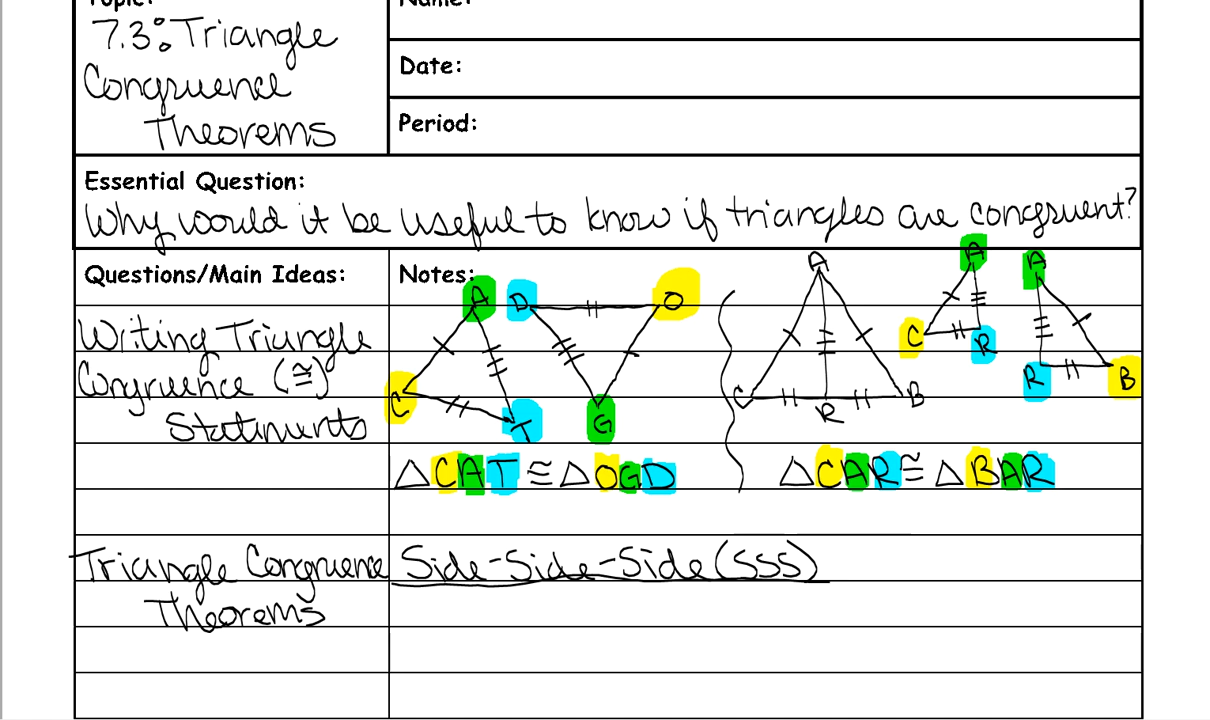 Topic:
Name:
7.3: Triangle
Congruence
Theorems
Date:
Period:
Essential Question:
Why would it be useful to know if triangles are congruent?
Questions/Main Ideas:
Notes:
Writing Triangle
Congruence (≅)
Statements
A D O
C T G
A
C R B
A A
C R R B
△CAT ≅ △OGD
△CAR ≅ △BAR
Triangle Congruence
Theorems
Side-Side-Side (SSS)